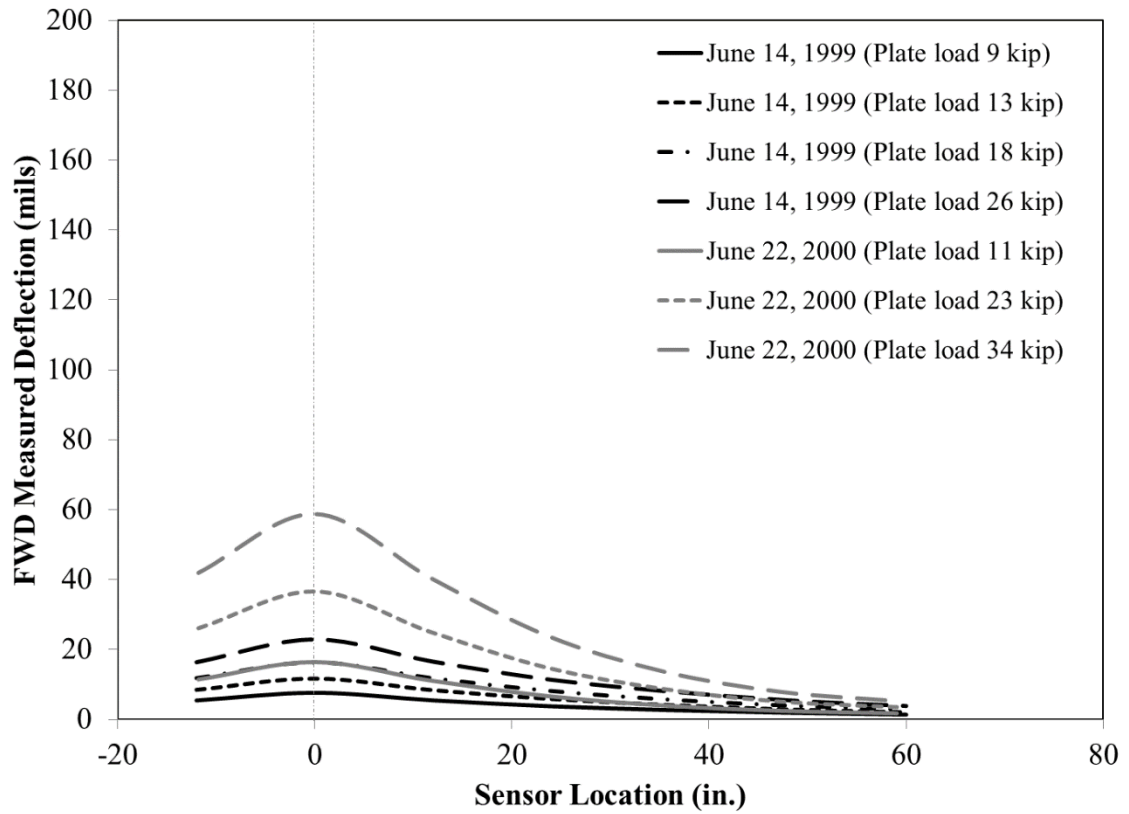 200
180
160
140
120
100
80
60
40
20
0
-20
0
20
40
60
80
FWD Measured Deflection (mils)
Sensor Location (in.)
June 14, 1999 (Plate load 9 kip)
June 14, 1999 (Plate load 13 kip)
June 14, 1999 (Plate load 18 kip)
June 14, 1999 (Plate load 26 kip)
June 22, 2000 (Plate load 11 kip)
June 22, 2000 (Plate load 23 kip)
June 22, 2000 (Plate load 34 kip)